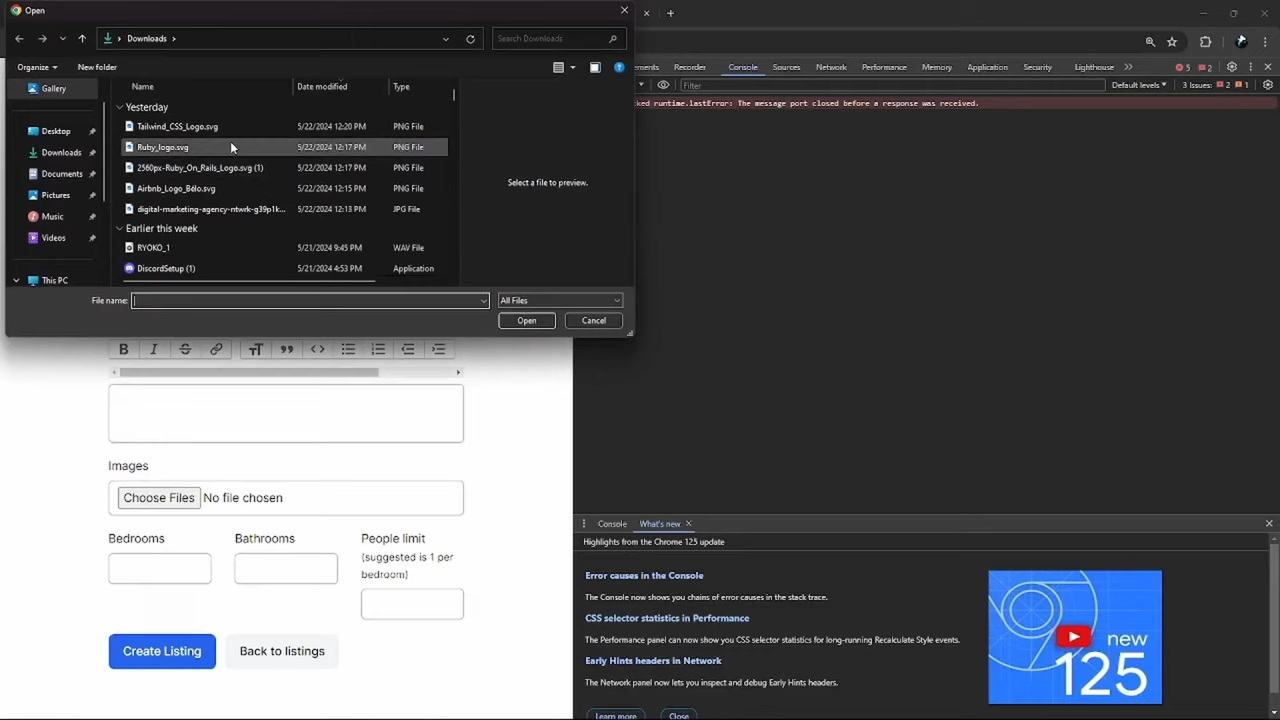 Open
Downloads
Search Downloads
Organize
New folder
Gallery
Desktop
Downloads
Documents
Pictures
Music
Videos
This PC
Name
Date modified
Type
Yesterday
Tailwind_CSS_Logo.svg 5/22/2024 12:20 PM PNG File
Ruby_logo.svg 5/22/2024 12:17 PM PNG File
2560px-Ruby_On_Rails_Logo.svg (1) 5/22/2024 12:17 PM PNG File
Airbnb_Logo_Bélo.svg 5/22/2024 12:15 PM PNG File
digital-marketing-agency-ntwrk-g39p1k... 5/22/2024 12:13 PM JPG File
Earlier this week
RYOKO_1 5/21/2024 9:45 PM WAV File
DiscordSetup (1) 5/21/2024 4:53 PM Application
Select a file to preview.
File name:
All Files
Open
Cancel
Images
Choose Files No file chosen
Bedrooms
Bathrooms
People limit
(suggested is 1 per
bedroom)
Create Listing
Back to listings
ements Recorder Console Sources Network Performance Memory Application Security Lighthouse 5 2
Filter
Default levels
3 Issues: 2 1
ked runtime.lastError: The message port closed before a response was received.
Console What's new
Highlights from the Chrome 125 update
Error causes in the Console
The Console now shows you chains of error causes in the stack trace.
CSS selector statistics in Performance
The Performance panel can now show you CSS selector statistics for long-running Recalculate Style events.
Early Hints headers in Network
The Network panel now lets you inspect and debug Early Hints headers.
Learn more
Close
new
125